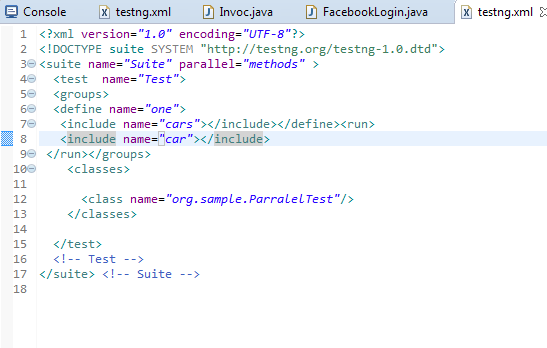 Console testng.xml Invoc.java FacebookLogin.java testng.xml
1 <?xml version="1.0" encoding="UTF-8"?>
2 <!DOCTYPE suite SYSTEM "http://testng.org/testng-1.0.dtd">
3 <suite name="Suite" parallel="methods" >
4 <test  name="Test">
5 <groups>
6 <define name="one">
7 <include name="cars"></include></define><run>
8 <include name="car"></include>
9 </run></groups>
10 <classes>
11
12 <class name="org.sample.ParralelTest"/>
13 </classes>
14
15 </test>
16 <!-- Test -->
17 </suite> <!-- Suite -->
18